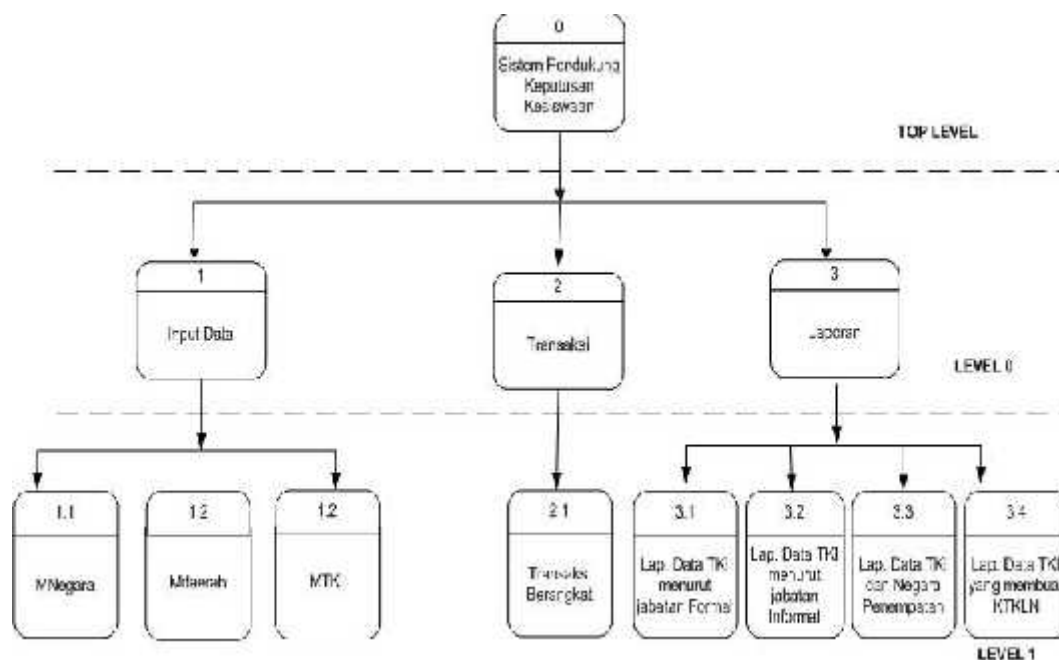 0
Sistem Pendukung
Keputusan
Kesiswaan
TOP LEVEL
1
Input Data
2
Transaksi
3
Laporan
LEVEL 0
1.1
MNegara
1.2
Mdaerah
1.2
MTKI
2.1
Transaksi
Berangkat
3.1
Lap. Data TKI
menurut
jabatan Formal
3.2
Lap. Data TKI
menurut
jabatan
Informal
3.3
Lap. Data TKI
dan Negara
Penempatan
3.4
Lap. Data TKI
yang membuat
KTKLN
LEVEL 1